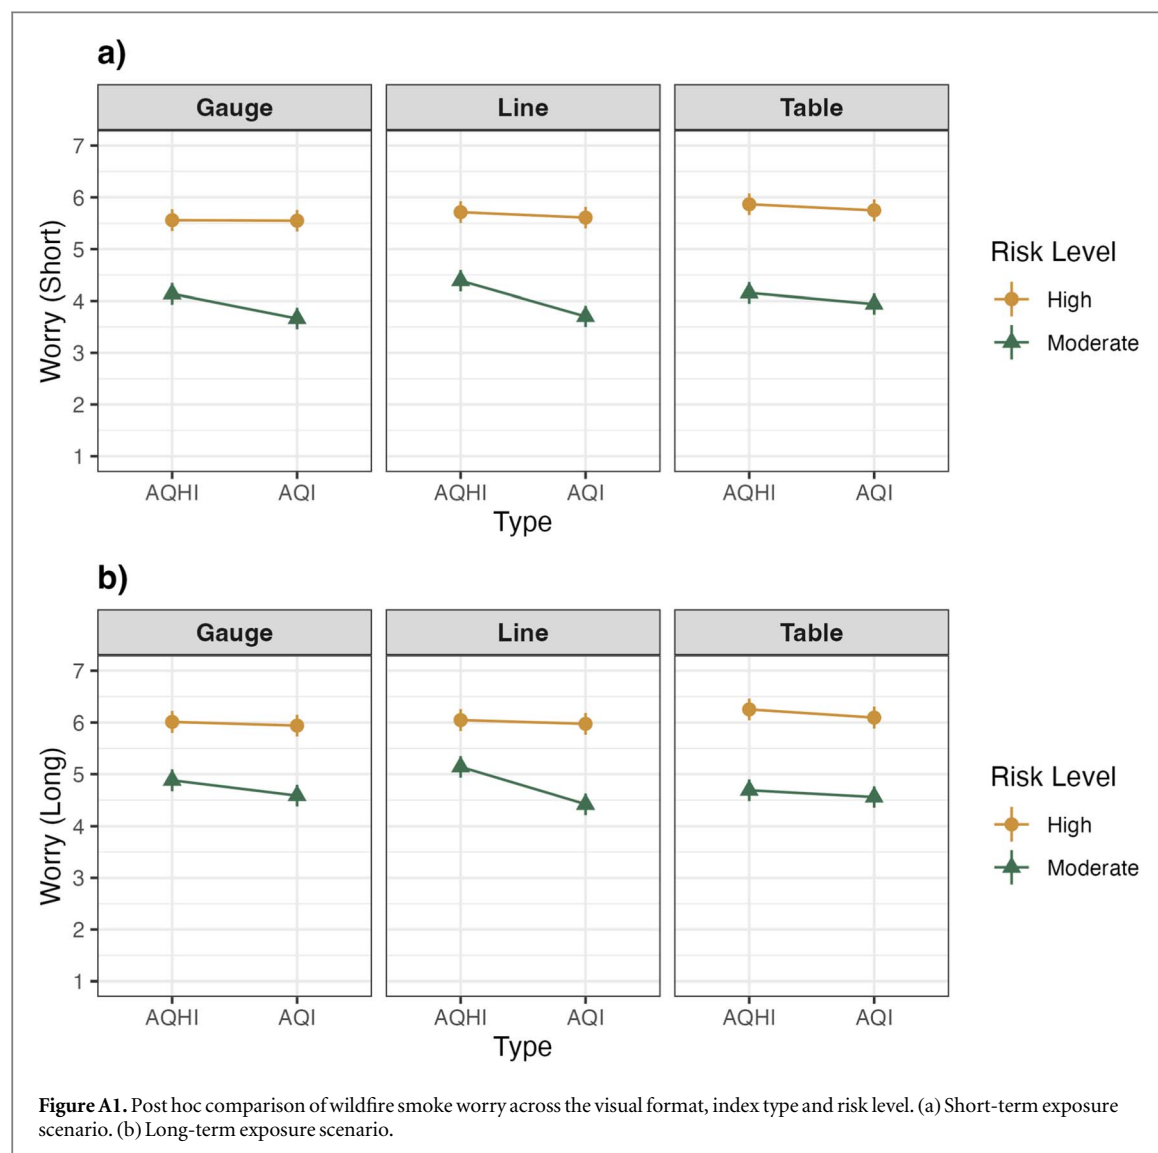 a)
Gauge
Line
Table
7
6
5
4
3
2
1
Worry (Short)
AQHI AQI
AQHI AQI
AQHI AQI
Type
Risk Level
High
Moderate
b)
Gauge
Line
Table
7
6
5
4
3
2
1
Worry (Long)
AQHI AQI
AQHI AQI
AQHI AQI
Type
Risk Level
High
Moderate
Figure A1. Post hoc comparison of wildfire smoke worry across the visual format, index type and risk level. (a) Short-term exposure
scenario. (b) Long-term exposure scenario.